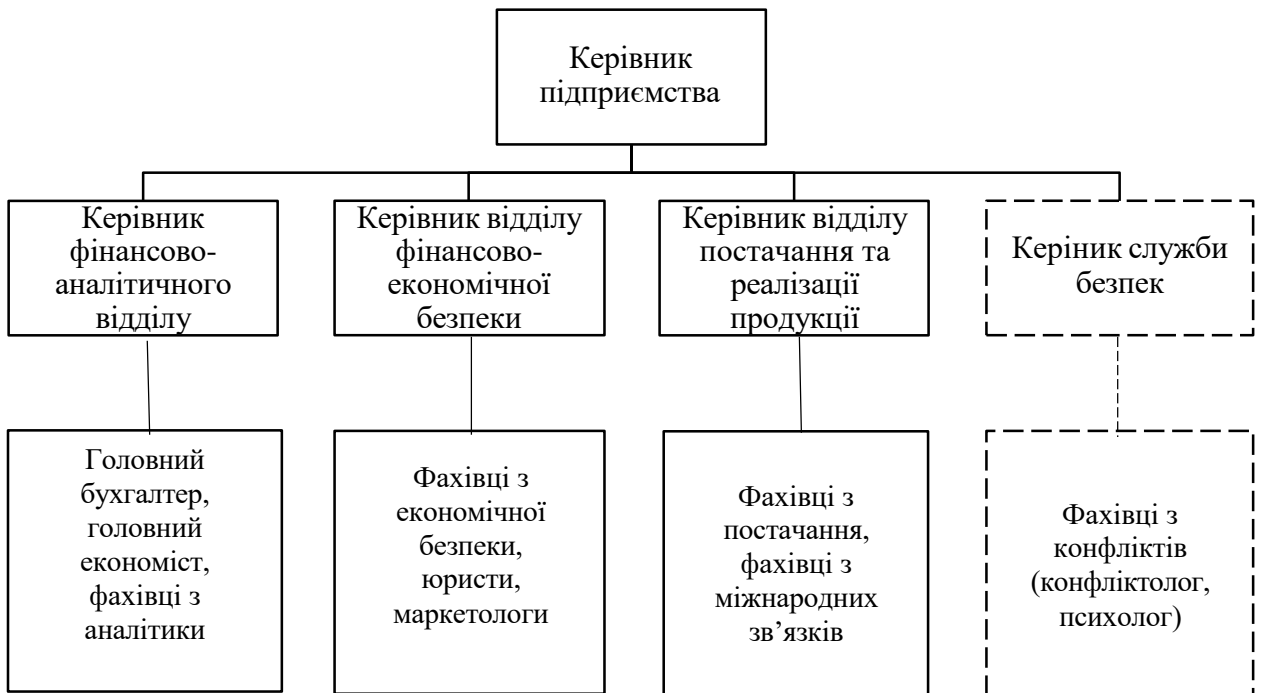 Керівник
підприємства
Керівник
фінансово-
аналітичного
відділу
Керівник відділу
фінансово-
економічної
безпеки
Керівник відділу
постачання та
реалізації
продукції
Керіник служби
безпек
Головний
бухгалтер,
головний
економіст,
фахівці з
аналітики
Фахівці з
економічної
безпеки,
юристи,
маркетологи
Фахівці з
постачання,
фахівці з
міжнародних
зв’язків
Фахівці з
конфліктів
(конфліктолог,
психолог)